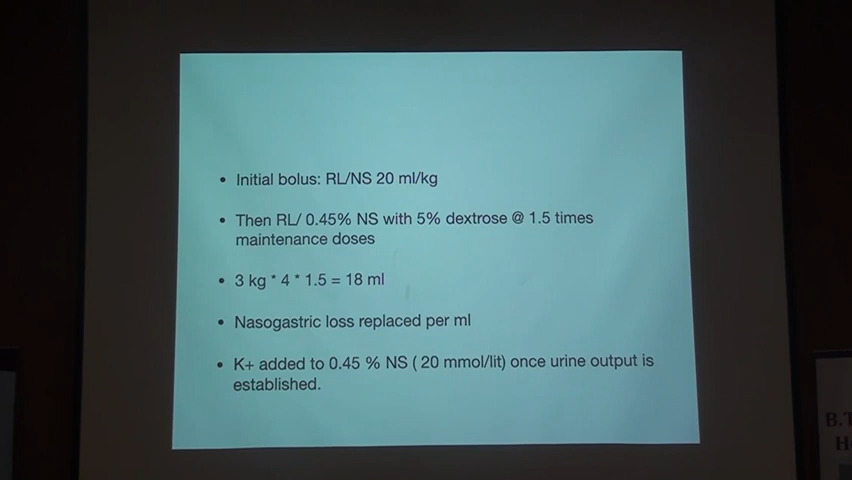 • Initial bolus: RL/NS 20 ml/kg
• Then RL/ 0.45% NS with 5% dextrose @ 1.5 times
maintenance doses
• 3 kg * 4 * 1.5 = 18 ml
• Nasogastric loss replaced per ml
• K+ added to 0.45 % NS ( 20 mmol/lit) once urine output is
established.
B.T
H